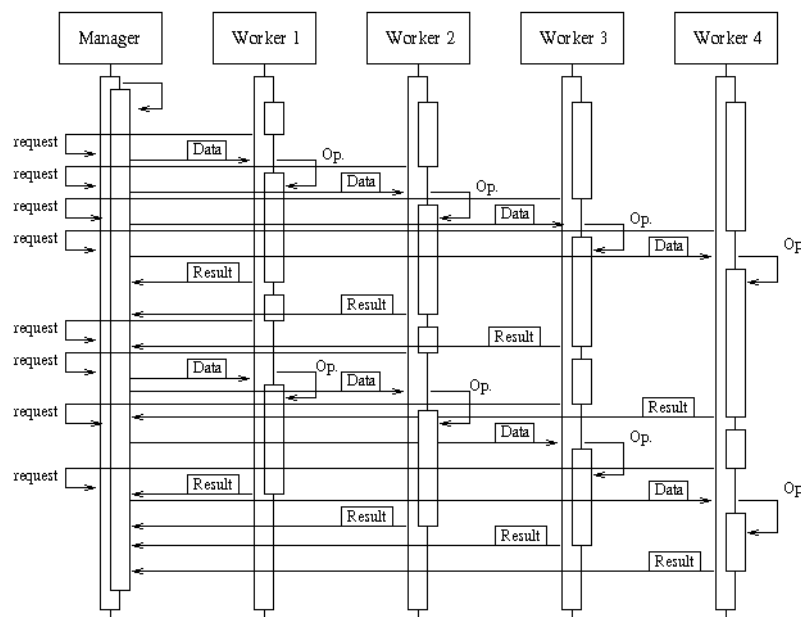 Manager Worker 1 Worker 2 Worker 3 Worker 4
request
Data Op.
request
Data Op.
request
Data Op.
request
Data Op
Result
Result
request
Result
request
Data Op. Data Op.
request
Result
Data Op.
request
Result
Data Op
Result
Result
Result